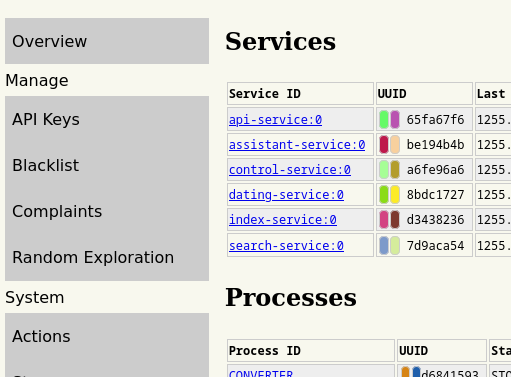 Overview
Manage
API Keys
Blacklist
Complaints
Random Exploration
System
Actions
Services
Service ID UUID Last
api-service:0 65fa67f6 1255.
assistant-service:0 be194b4b 1255.
control-service:0 a6fe96a6 1255.
dating-service:0 8bdc1727 1255.
index-service:0 d3438236 1255.
search-service:0 7d9aca54 1255.
Processes
Process ID UUID Sta
CONVERTER d6841593 STO